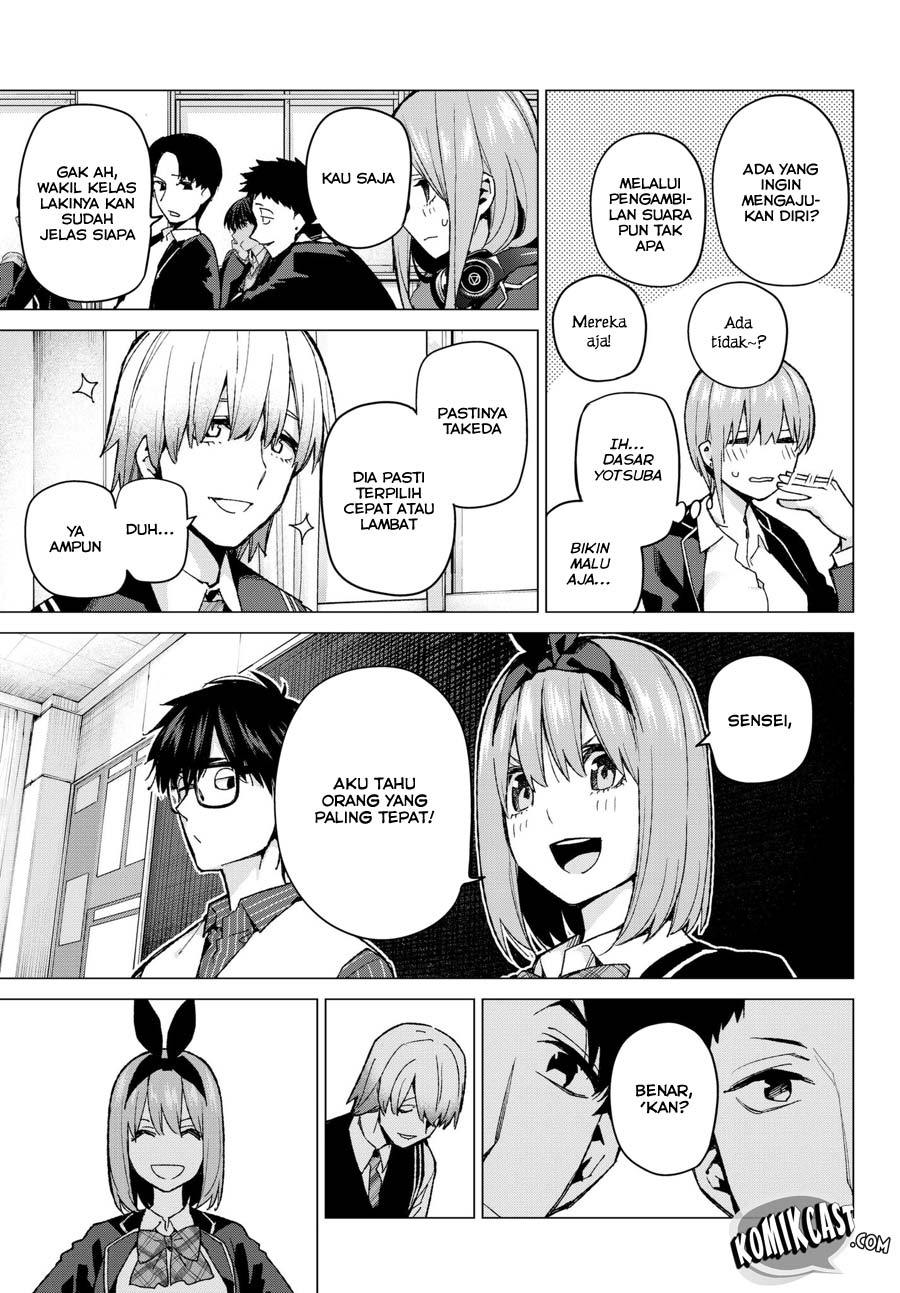 ADA YANG
INGIN
MENGAJU-
KAN DIRI?
MELALUI
PENGAMBI-
LAN SUARA
PUN TAK
APA
Ada
tidak~?
Mereka
aja!
IH...
DASAR
YOTSUBA
BIKIN
MALU
AJA...
KAU SAJA
GAK AH,
WAKIL KELAS
LAKINYA KAN
SUDAH
JELAS SIAPA
PASTINYA
TAKEDA
DIA PASTI
TERPILIH
CEPAT ATAU
LAMBAT
DUH...
YA
AMPUN
SENSEI,
AKU TAHU
ORANG YANG
PALING TEPAT!
BENAR,
'KAN?
KOMIKCAST
.COM